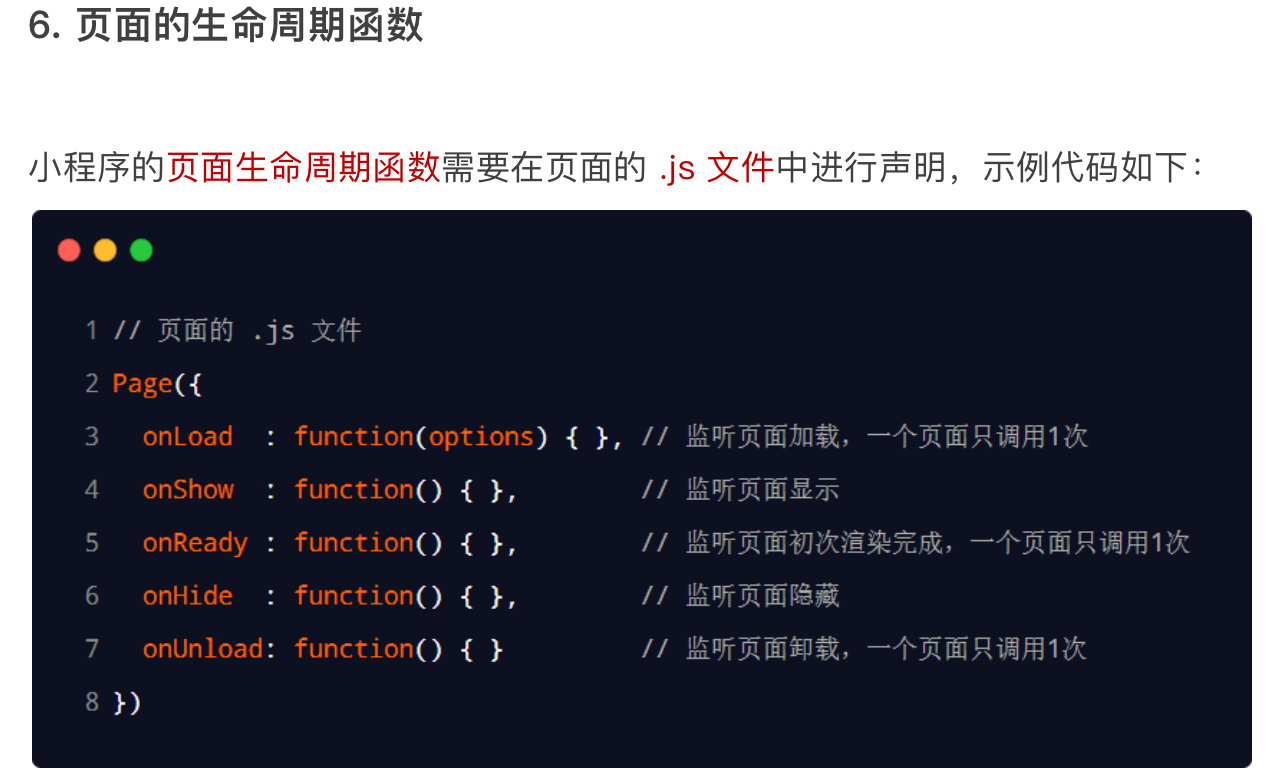 6. 页面的生命周期函数
小程序的页面生命周期函数需要在页面的 .js 文件中进行声明，示例代码如下：
1 // 页面的 .js 文件
2 Page({
3   onLoad  : function(options) { }, // 监听页面加载，一个页面只调用1次
4   onShow  : function() { },        // 监听页面显示
5   onReady : function() { },        // 监听页面初次渲染完成，一个页面只调用1次
6   onHide  : function() { },        // 监听页面隐藏
7   onUnload: function() { }         // 监听页面卸载，一个页面只调用1次
8 })